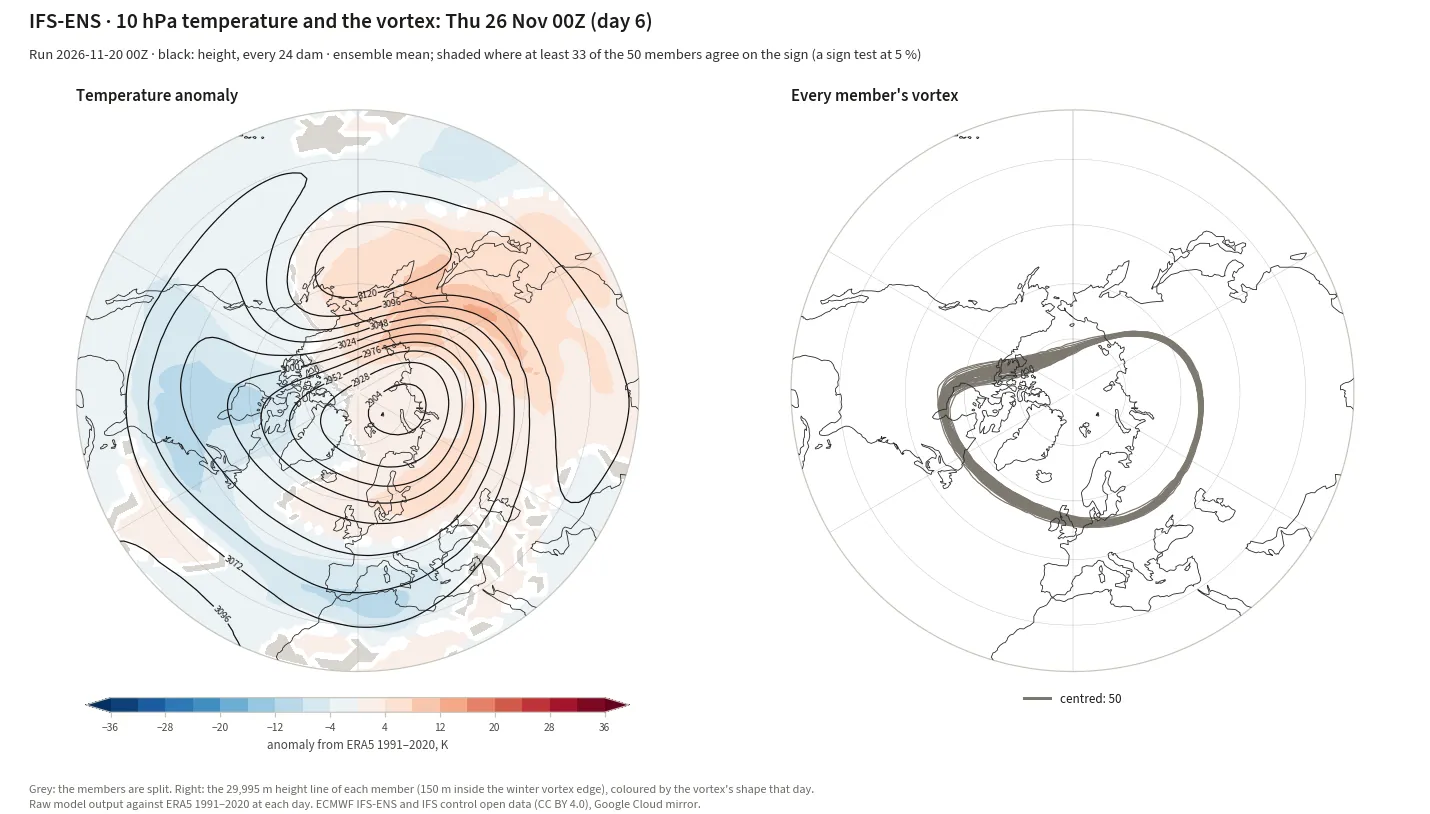 IFS-ENS · 10 hPa temperature and the vortex: Thu 26 Nov 00Z (day 6)
Run 2026-11-20 00Z · black: height, every 24 dam · ensemble mean; shaded where at least 33 of the 50 members agree on the sign (a sign test at 5 %)
Temperature anomaly
Every member's vortex
3120
3096
3048
3024
2976
3000
2952
2928
2904
3072
3096
centred: 50
−36 −28 −20 −12 −4 4 12 20 28 36
anomaly from ERA5 1991–2020, K
Grey: the members are split. Right: the 29,995 m height line of each member (150 m inside the winter vortex edge), coloured by the vortex's shape that day.
Raw model output against ERA5 1991–2020 at each day. ECMWF IFS-ENS and IFS control open data (CC BY 4.0), Google Cloud mirror.